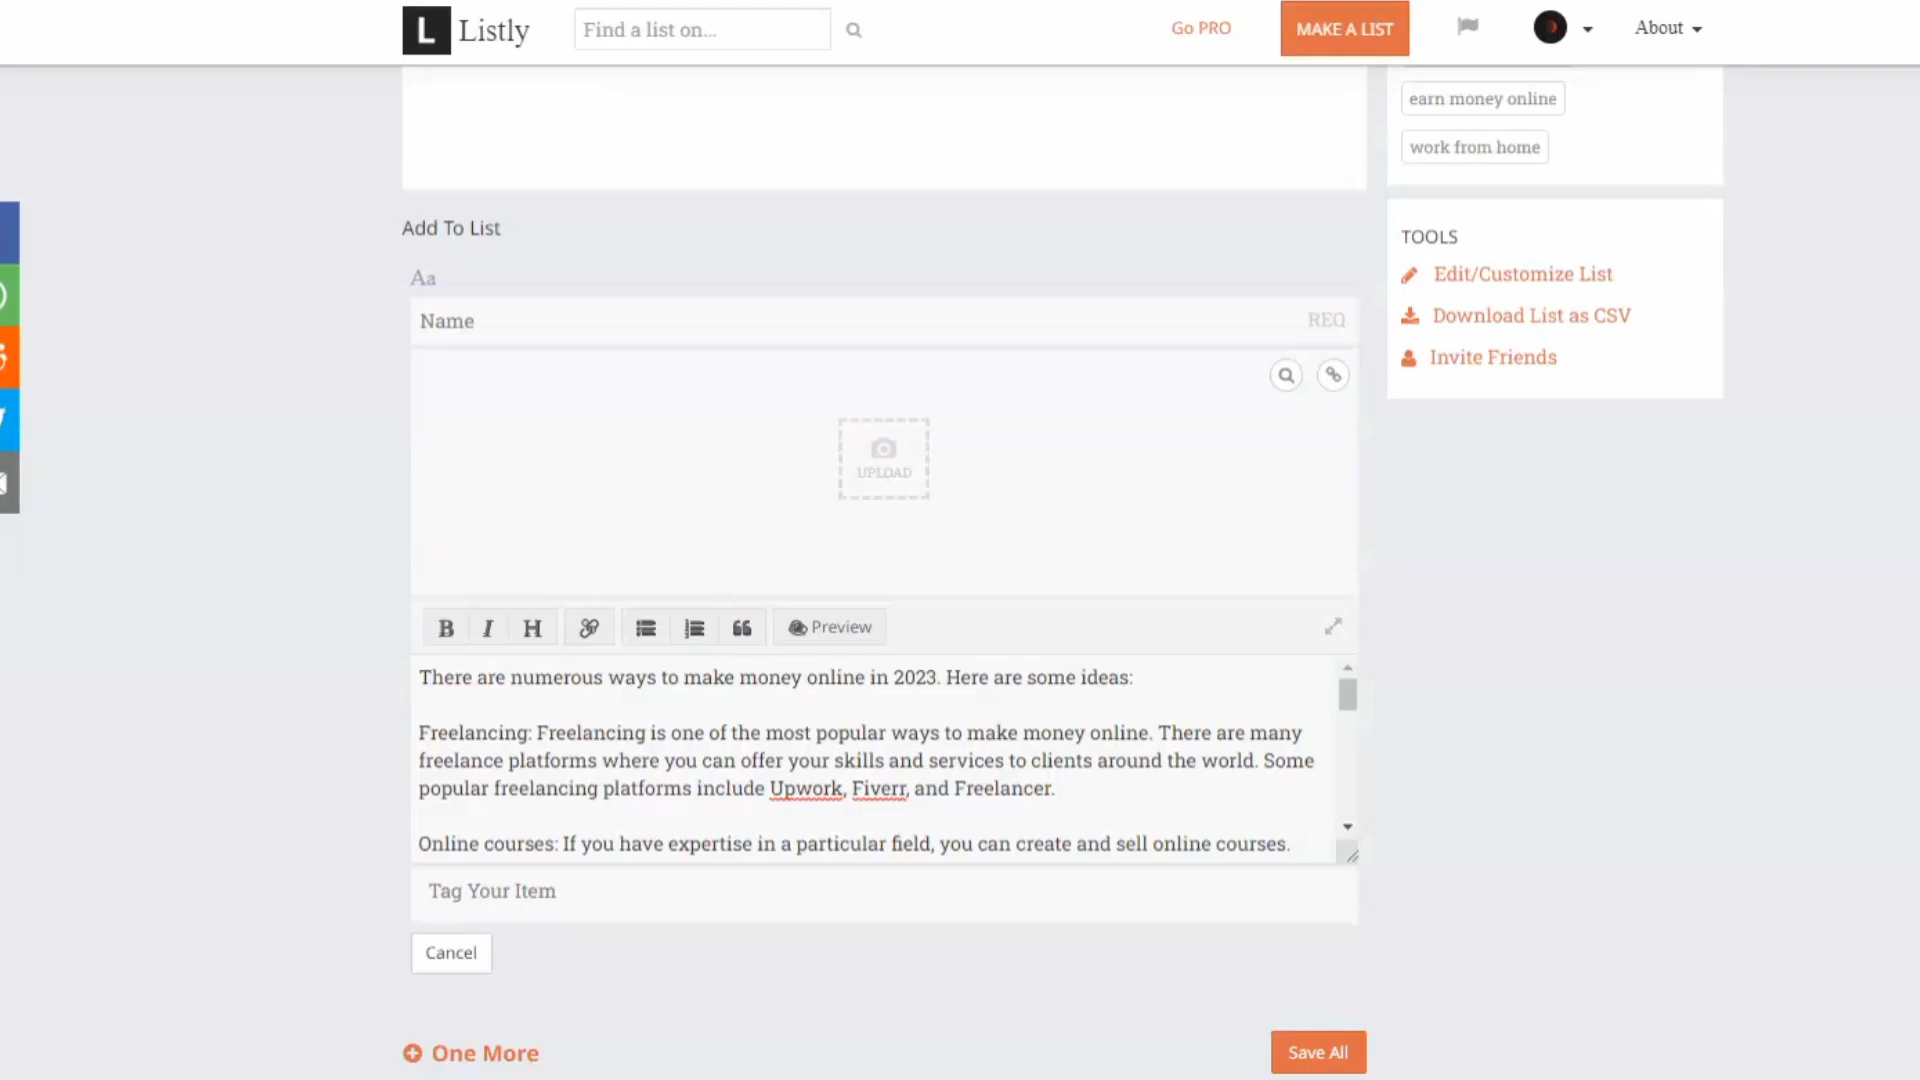 L Listly
Find a list on...
Go PRO
MAKE A LIST
About
earn money online
work from home
Add To List
TOOLS
Edit/Customize List
Download List as CSV
Invite Friends
Aa
Name
REQ
UPLOAD
B I H
Preview
There are numerous ways to make money online in 2023. Here are some ideas:
Freelancing: Freelancing is one of the most popular ways to make money online. There are many
freelance platforms where you can offer your skills and services to clients around the world. Some
popular freelancing platforms include Upwork, Fiverr, and Freelancer.
Online courses: If you have expertise in a particular field, you can create and sell online courses.
Tag Your Item
Cancel
One More
Save All